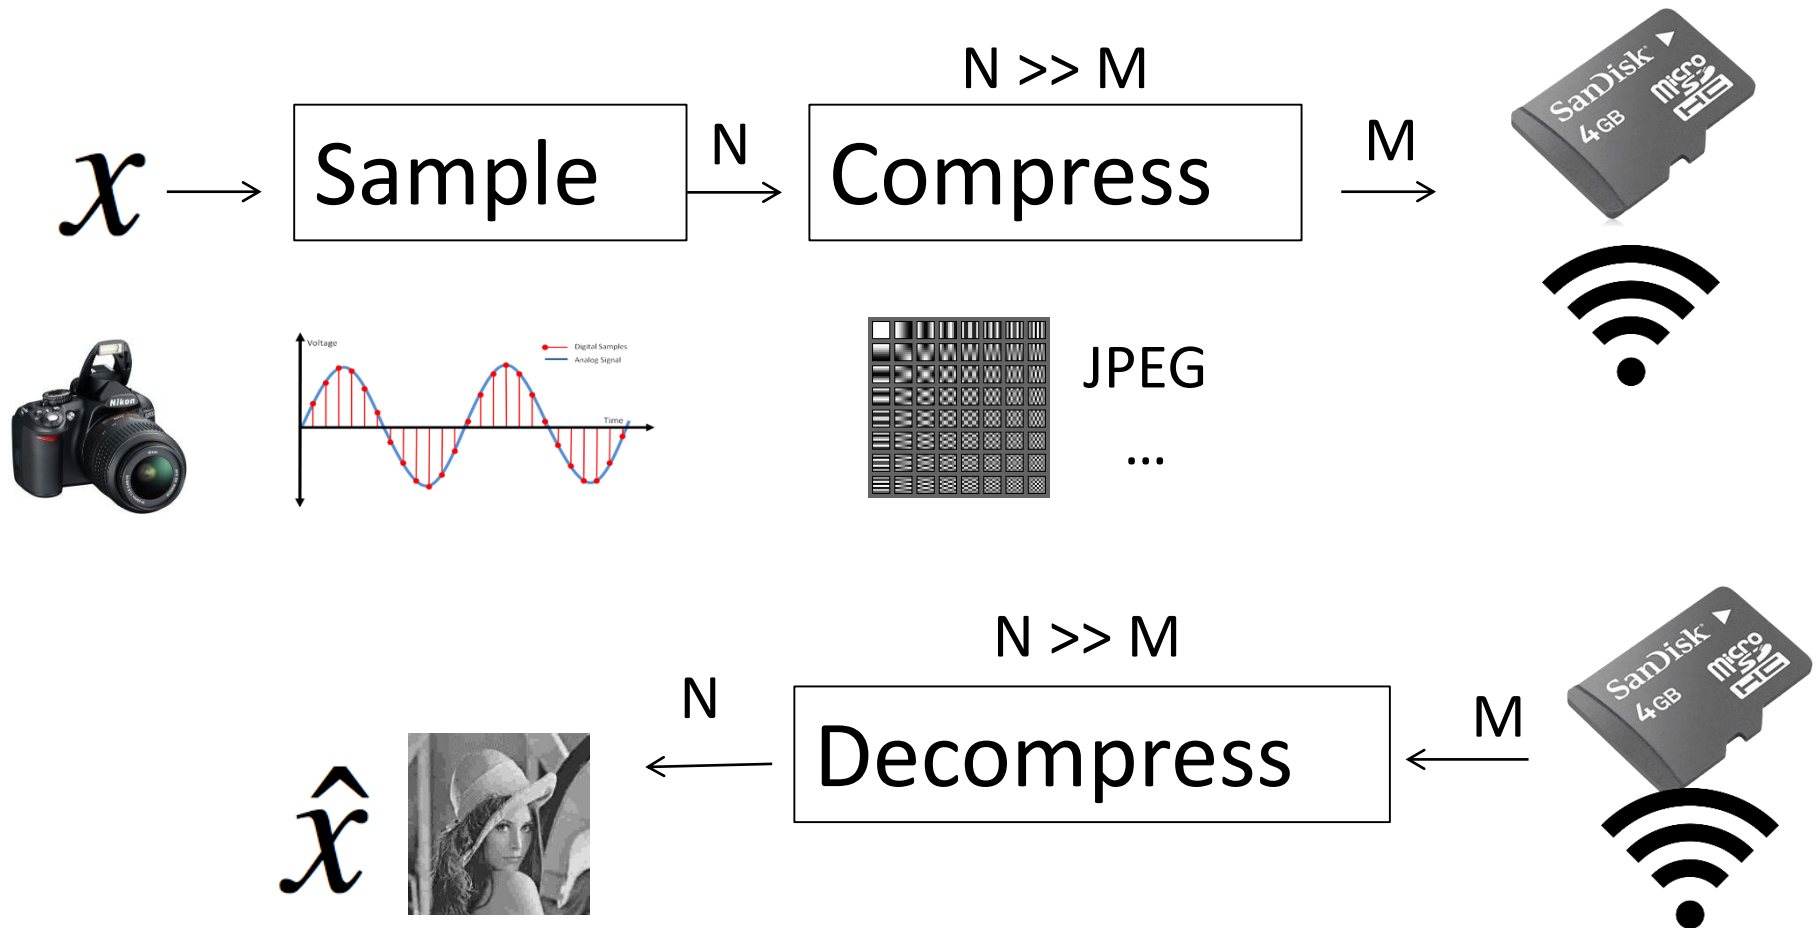 N >> M
x
Sample
N
Compress
M
SanDisk
4GB
Micro
SD
HC
Nikon
Voltage
Digital Samples
Analog Signal
Time
JPEG
...
N >> M
x̂
N
Decompress
M
SanDisk
4GB
Micro
SD
HC